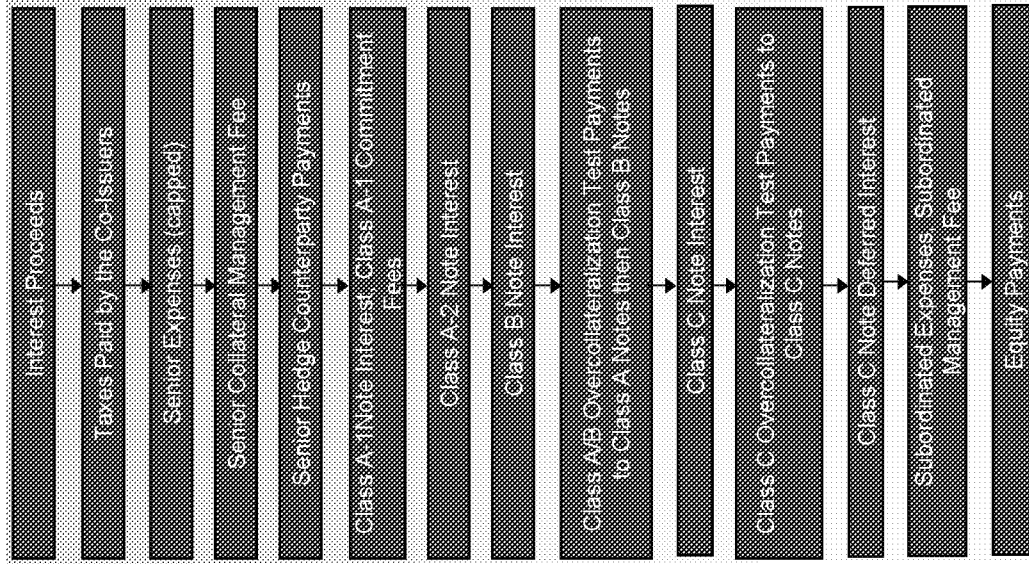 Interest Proceeds
Taxes Paid by the Co-Issuers
Senior Expenses (capped)
Senior Collateral Management Fee
Senior Hedge Counterparty Payments
Class A-1Note Interest, Class A-1 Commitment
Fees
Class A-2 Note Interest
Class B Note Interest
Class A/B Overcollateralization Test Payments
to Class A Notes then Class B Notes
Class C Note Interest
Class C Overcollateralization Test Payments to
Class C Notes
Class C Note Deferred Interest
Subordinated Expenses, Subordinated
Management Fee
Equity Payments